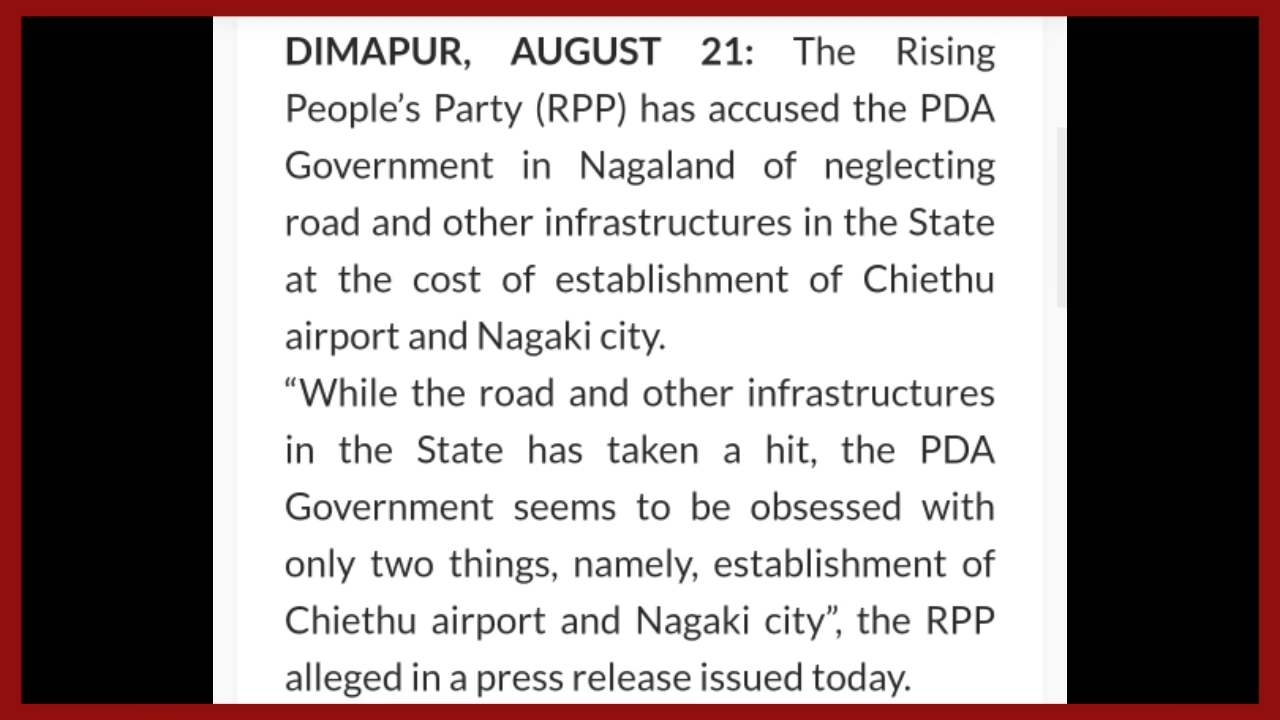 DIMAPUR, AUGUST 21: The Rising
People’s Party (RPP) has accused the PDA
Government in Nagaland of neglecting
road and other infrastructures in the State
at the cost of establishment of Chiethu
airport and Nagaki city.
“While the road and other infrastructures
in the State has taken a hit, the PDA
Government seems to be obsessed with
only two things, namely, establishment of
Chiethu airport and Nagaki city”, the RPP
alleged in a press release issued today.